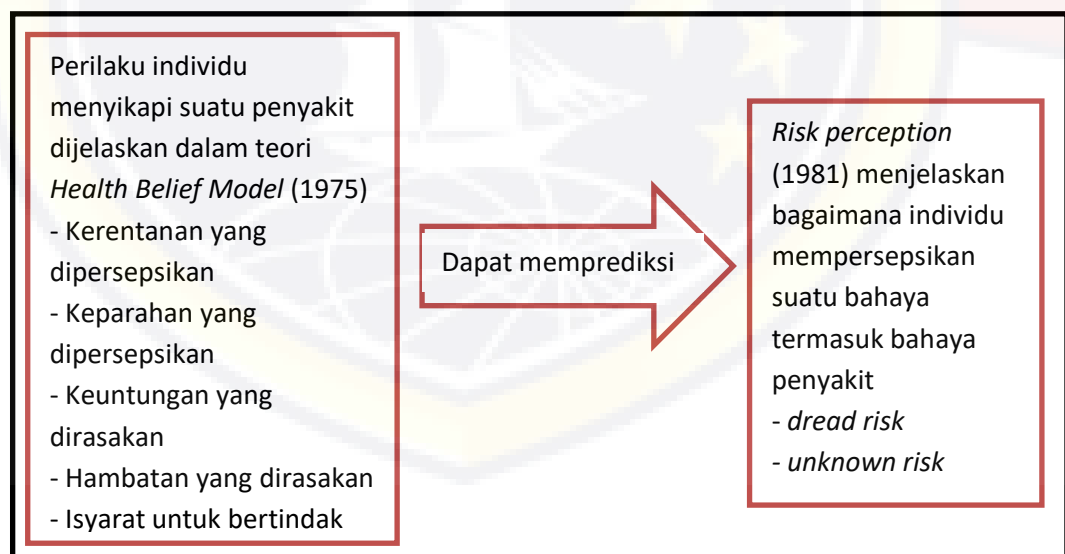 Perilaku individu
menyikapi suatu penyakit
dijelaskan dalam teori
Health Belief Model (1975)
- Kerentanan yang
dipersepsikan
- Keparahan yang
dipersepsikan
- Keuntungan yang
dirasakan
- Hambatan yang dirasakan
- Isyarat untuk bertindak
Dapat memprediksi
Risk perception
(1981) menjelaskan
bagaimana individu
mempersepsikan
suatu bahaya
termasuk bahaya
penyakit
- dread risk
- unknown risk